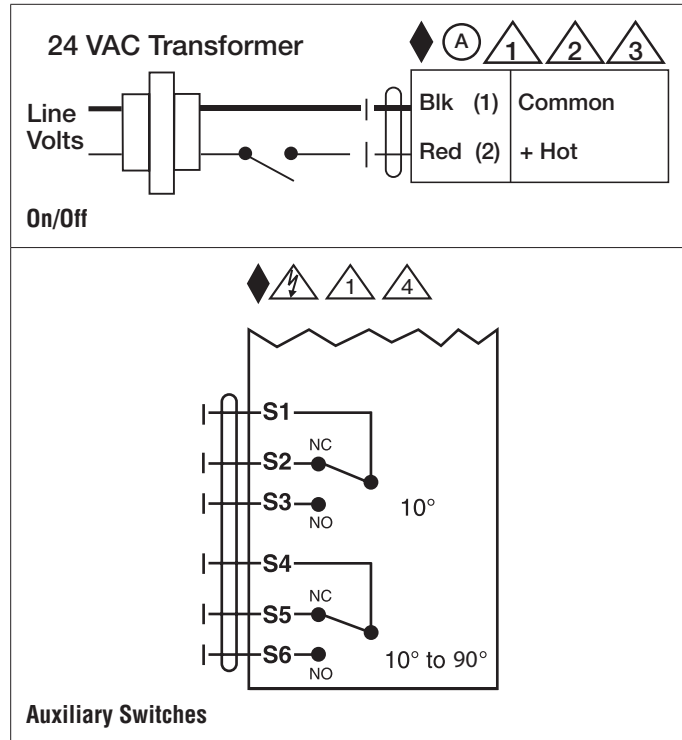 24 VAC Transformer
A 1 2 3
Line
Volts
Blk (1) Common
Red (2) + Hot
On/Off
1 4
S1
NC
S2
S3
10°
NO
S4
NC
S5
S6
10° to 90°
NO
Auxiliary Switches